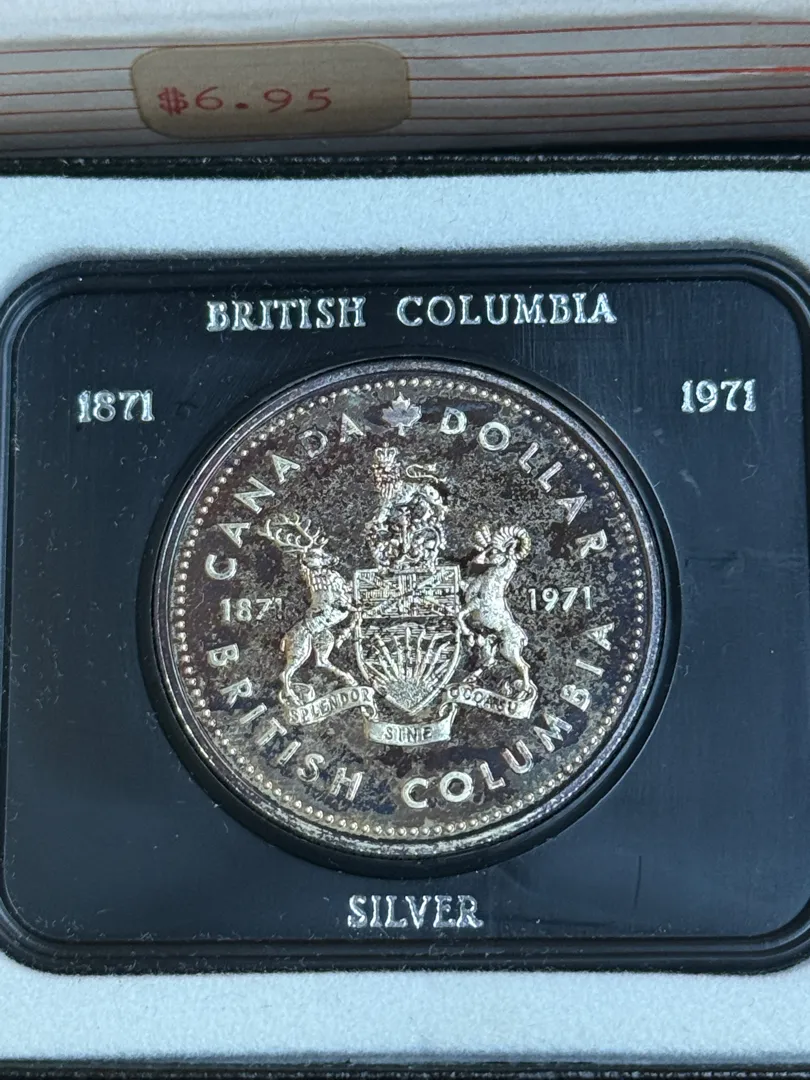 $6.95
BRITISH COLUMBIA
1871
1971
CANADA DOLLAR
1871
1971
SPLENDOR SINE OCCASU
BRITISH COLUMBIA
SILVER